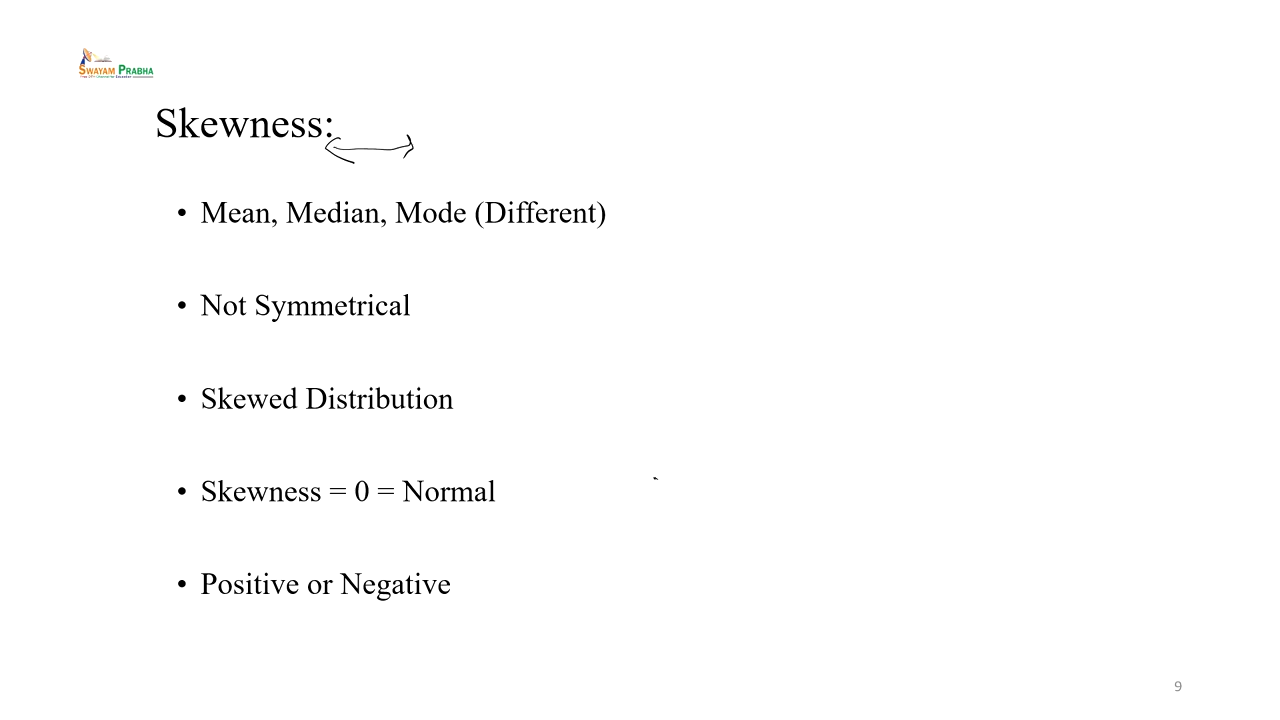 SWAYAM PRABHA
Skewness:
• Mean, Median, Mode (Different)
• Not Symmetrical
• Skewed Distribution
• Skewness = 0 = Normal
• Positive or Negative
9